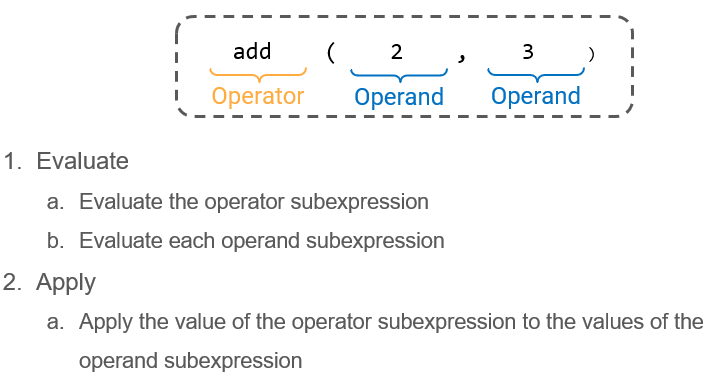 add ( 2 , 3 )
Operator Operand Operand
1. Evaluate
a. Evaluate the operator subexpression
b. Evaluate each operand subexpression
2. Apply
a. Apply the value of the operator subexpression to the values of the
operand subexpression